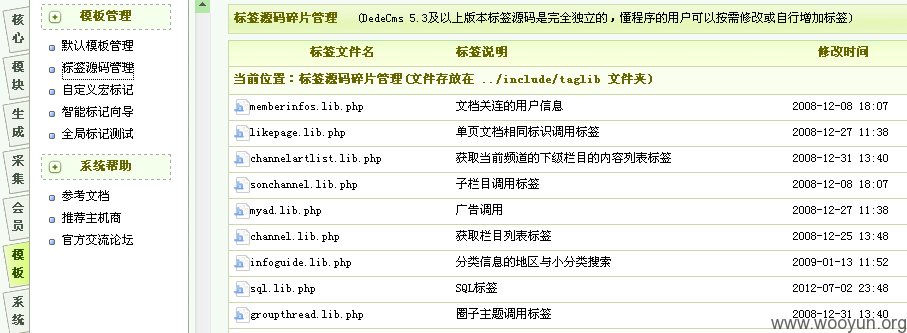 核心
模块
生成
采集
会员
模板
系统
模板管理
默认模板管理
标签源码管理
自定义宏标记
智能标记向导
全局标记测试
系统帮助
参考文档
推荐主机商
官方交流论坛
标签源码碎片管理 （DedeCms 5.3及以上版本标签源码是完全独立的，懂程序的用户可以按需修改或自行增加标签）
标签文件名 标签说明 修改时间
当前位置：标签源码碎片管理(文件存放在 ../include/taglib 文件夹)
memberinfos.lib.php 文档关连的用户信息 2008-12-08 18:07
likepage.lib.php 单页文档相同标识调用标签 2008-12-27 11:38
channelartlist.lib.php 获取当前频道的下级栏目的内容列表标签 2008-12-31 13:40
sonchannel.lib.php 子栏目调用标签 2008-12-08 18:07
myad.lib.php 广告调用 2008-12-27 11:38
channel.lib.php 获取栏目列表标签 2008-12-25 13:48
infoguide.lib.php 分类信息的地区与小分类搜索 2009-01-13 11:52
sql.lib.php SQL标签 2012-07-02 23:48
groupthread.lib.php 圈子主题调用标签 2008-12-31 13:40
www.wooyun.org